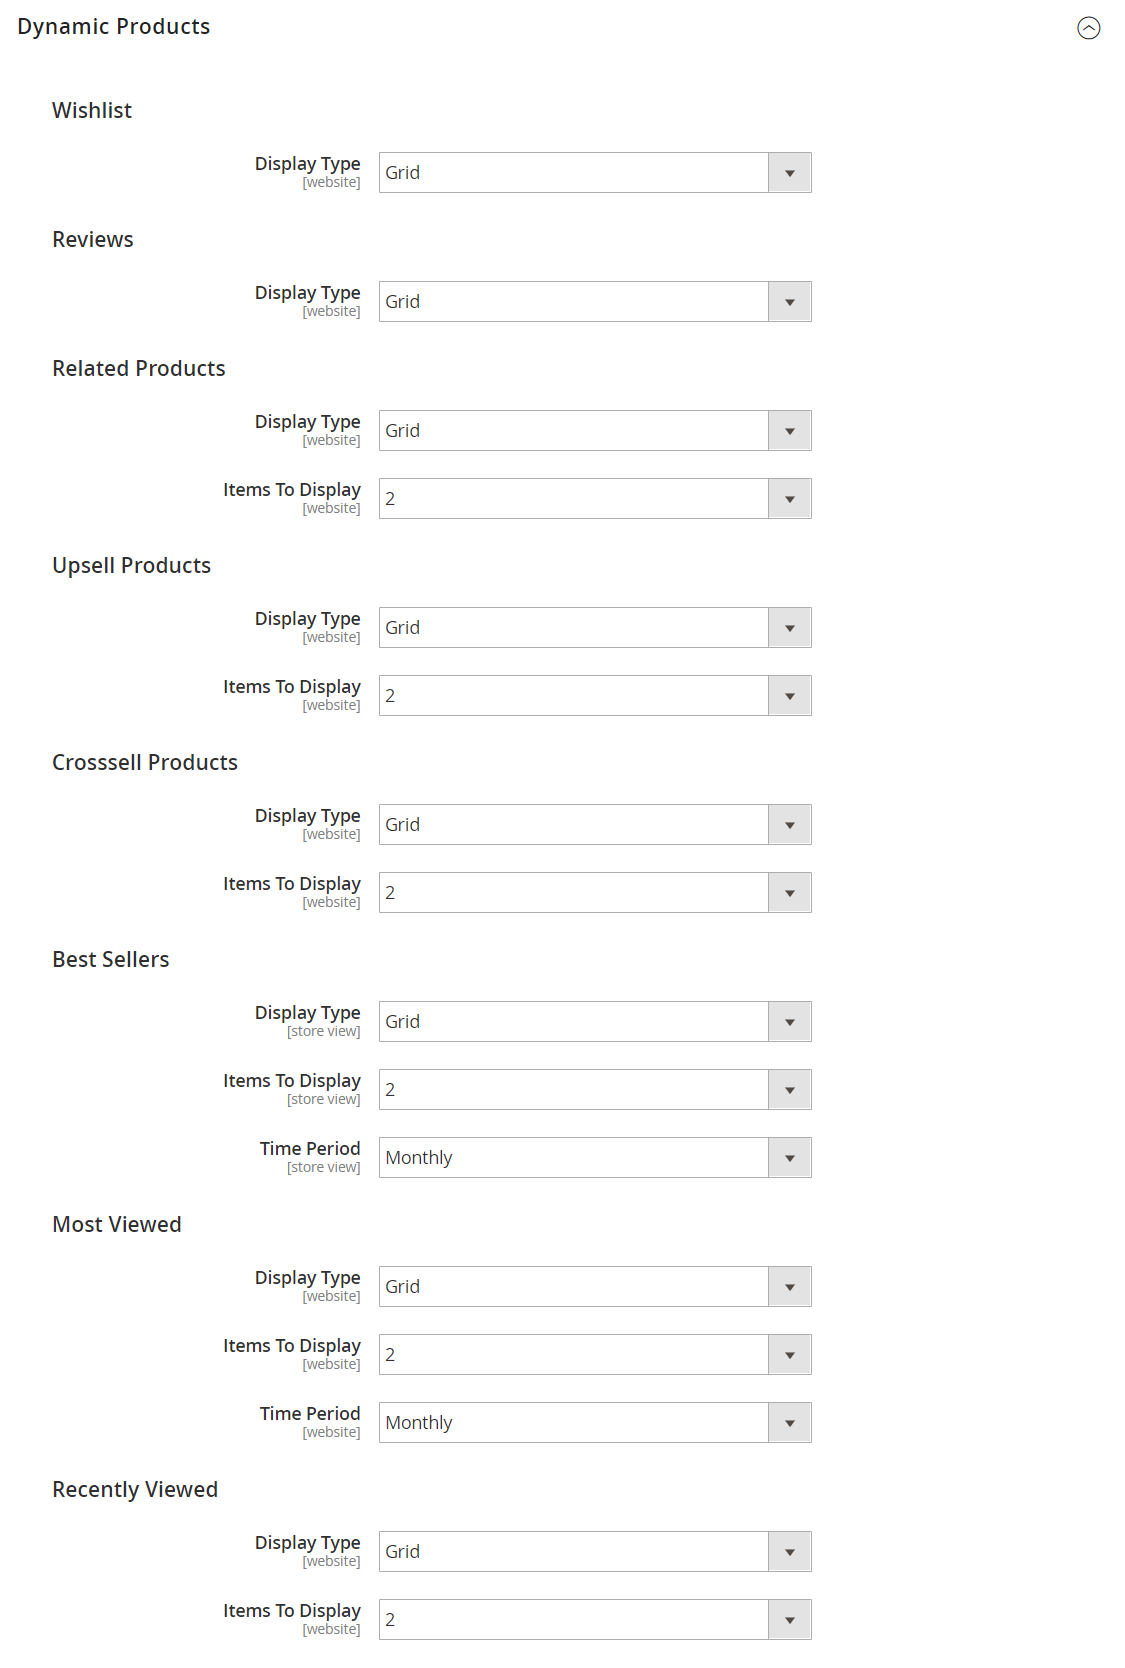 Dynamic Products
Wishlist
Display Type
[website]
Grid
Reviews
Display Type
[website]
Grid
Related Products
Display Type
[website]
Grid
Items To Display
[website]
2
Upsell Products
Display Type
[website]
Grid
Items To Display
[website]
2
Crosssell Products
Display Type
[website]
Grid
Items To Display
[website]
2
Best Sellers
Display Type
[store view]
Grid
Items To Display
[store view]
2
Time Period
[store view]
Monthly
Most Viewed
Display Type
[website]
Grid
Items To Display
[website]
2
Time Period
[website]
Monthly
Recently Viewed
Display Type
[website]
Grid
Items To Display
[website]
2